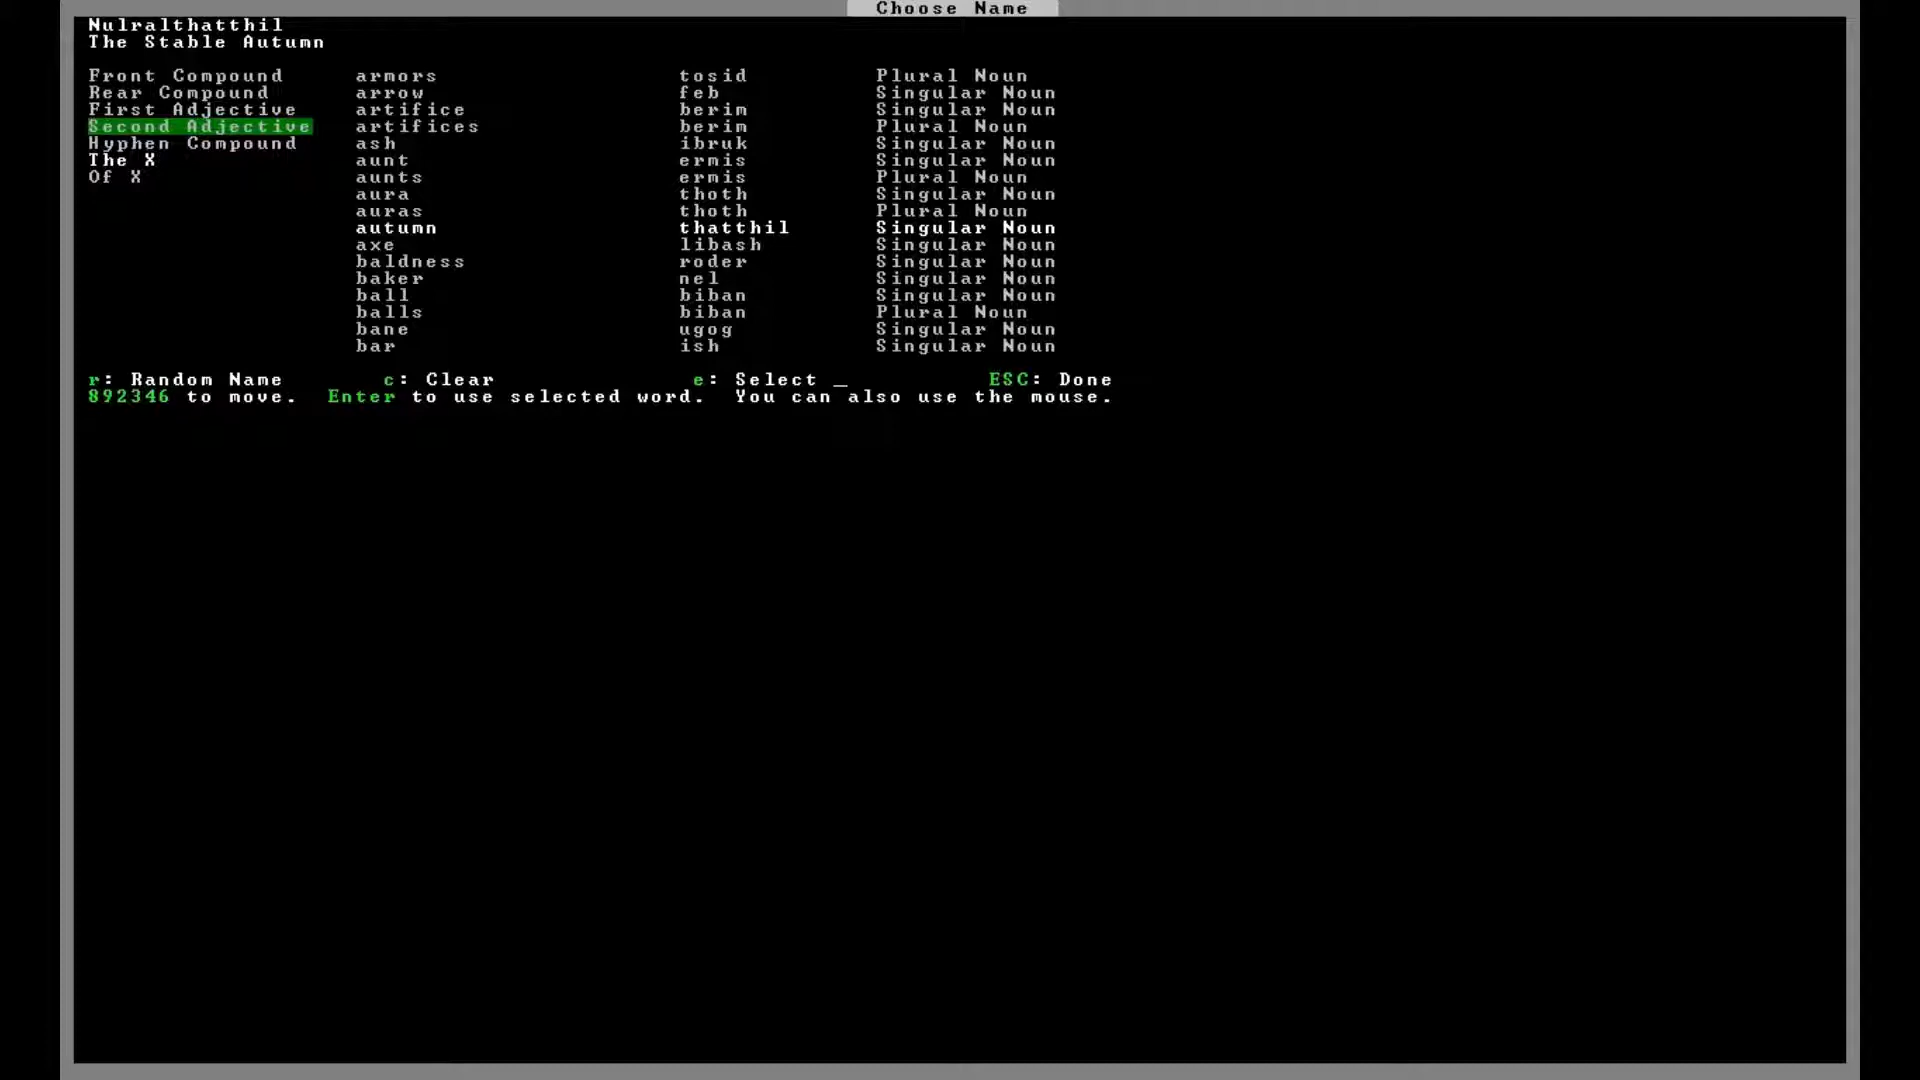 Choose Name
Nulralthatthil
The Stable Autumn
Front Compound armors tosid Plural Noun
Rear Compound arrow feb Singular Noun
First Adjective artifice berim Singular Noun
Second Adjective artifices berim Plural Noun
Hyphen Compound ash ibruk Singular Noun
The X aunt ermis Singular Noun
Of X aunts ermis Plural Noun
aura thoth Singular Noun
auras thoth Plural Noun
autumn thatthil Singular Noun
axe libash Singular Noun
baldness roder Singular Noun
baker nel Singular Noun
ball biban Singular Noun
balls biban Plural Noun
bane ugog Singular Noun
bar ish Singular Noun
r: Random Name c: Clear e: Select _ ESC: Done
892346 to move. Enter to use selected word. You can also use the mouse.